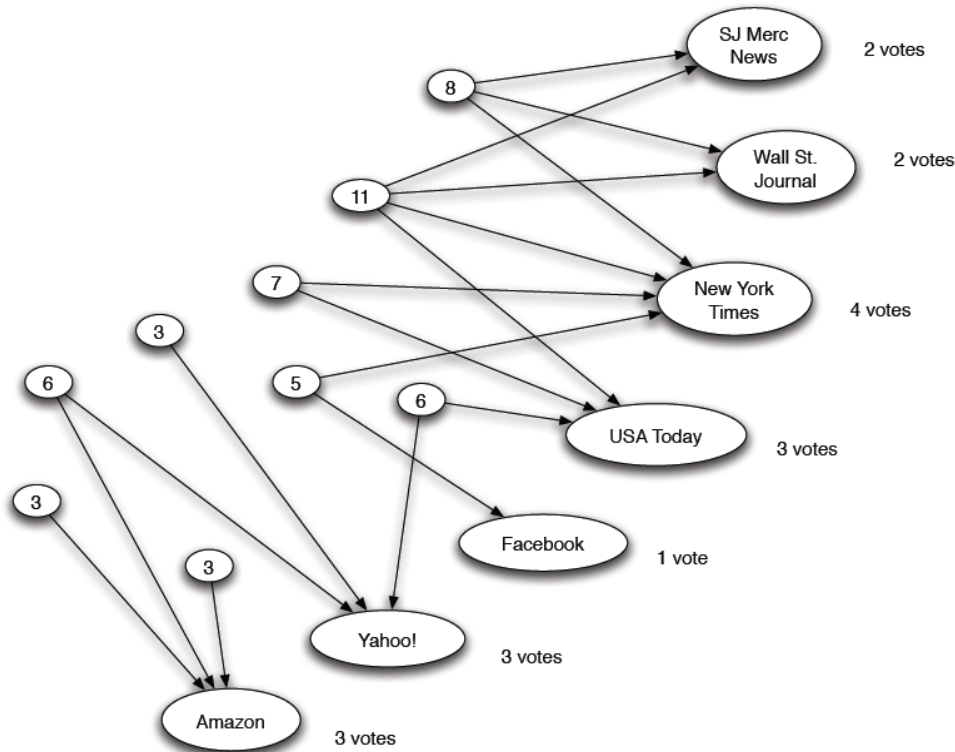 SJ Merc
News
2 votes
8
Wall St.
Journal
2 votes
11
7
New York
Times
4 votes
3
6
5
6
USA Today
3 votes
3
Facebook
1 vote
3
Yahoo!
3 votes
Amazon
3 votes